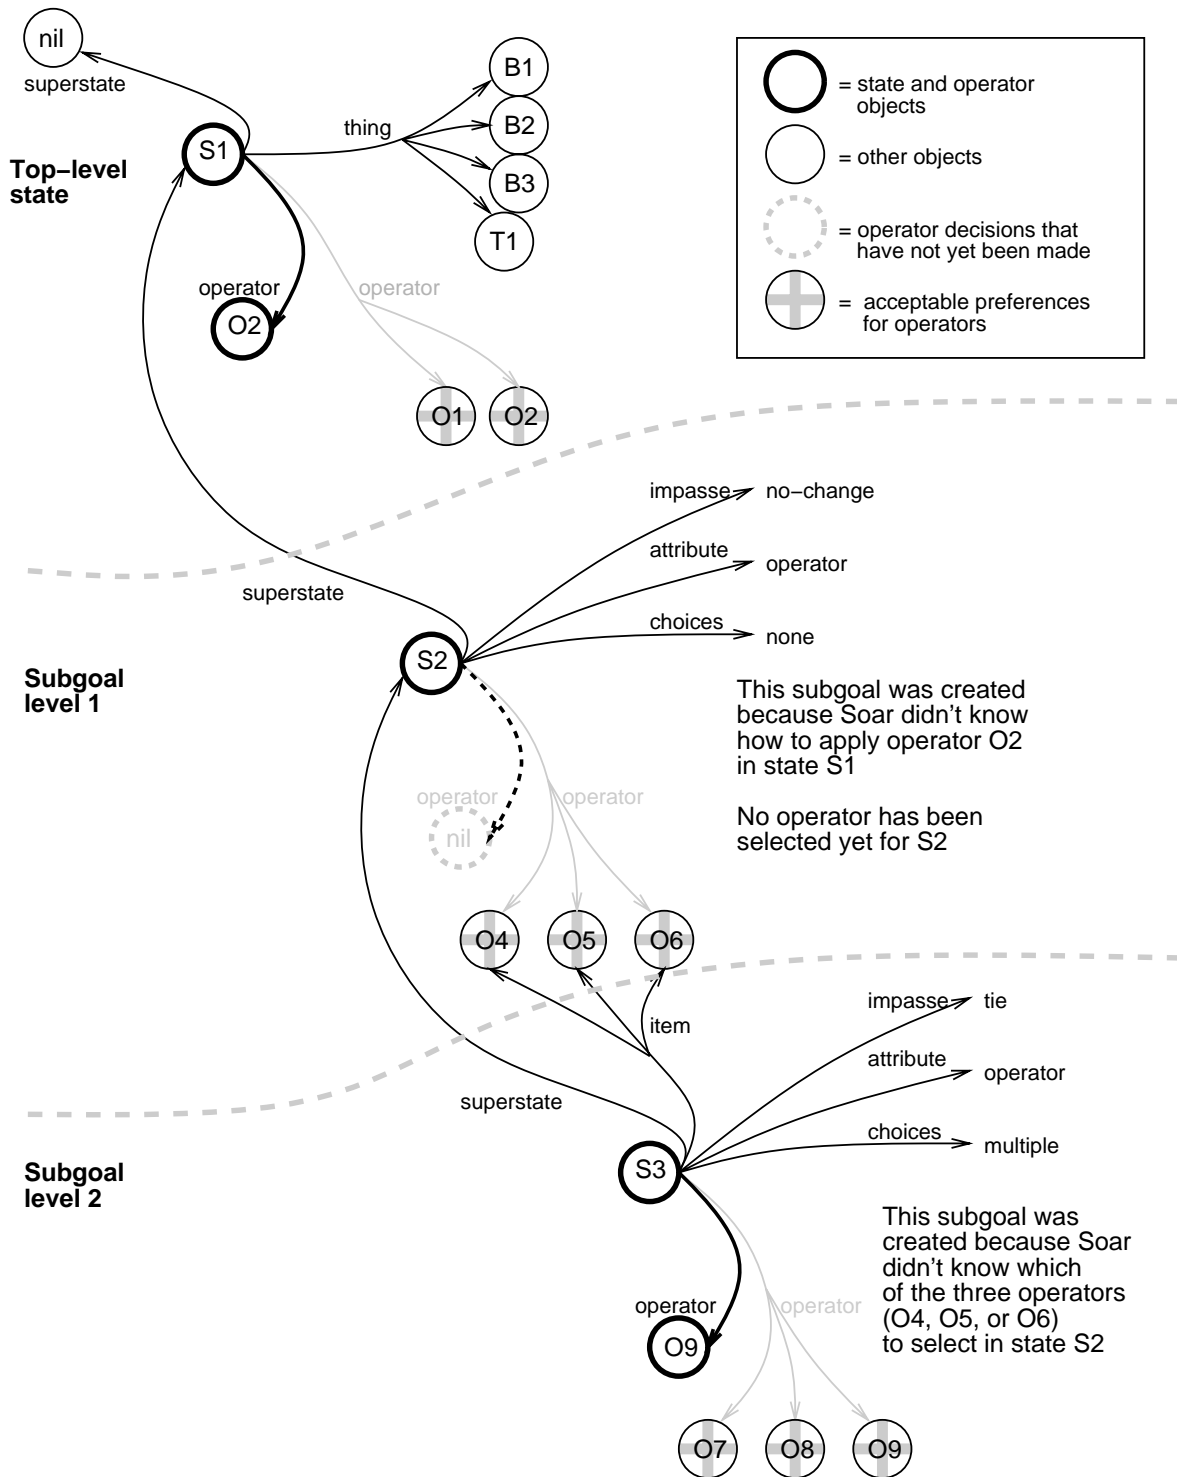 nil
superstate
S1
thing
B1
B2
B3
T1
Top–level
state
operator
O2
operator
O1
O2
= state and operator
objects
= other objects
= operator decisions that
have not yet been made
= acceptable preferences
for operators
superstate
impasse
no–change
attribute
operator
choices
none
Subgoal
level 1
S2
This subgoal was created
because Soar didn't know
how to apply operator O2
in state S1
No operator has been
selected yet for S2
operator
nil
operator
O4
O5
O6
item
superstate
impasse
tie
attribute
operator
choices
multiple
Subgoal
level 2
S3
This subgoal was
created because Soar
didn't know which
of the three operators
(O4, O5, or O6)
to select in state S2
operator
O9
operator
O7
O8
O9